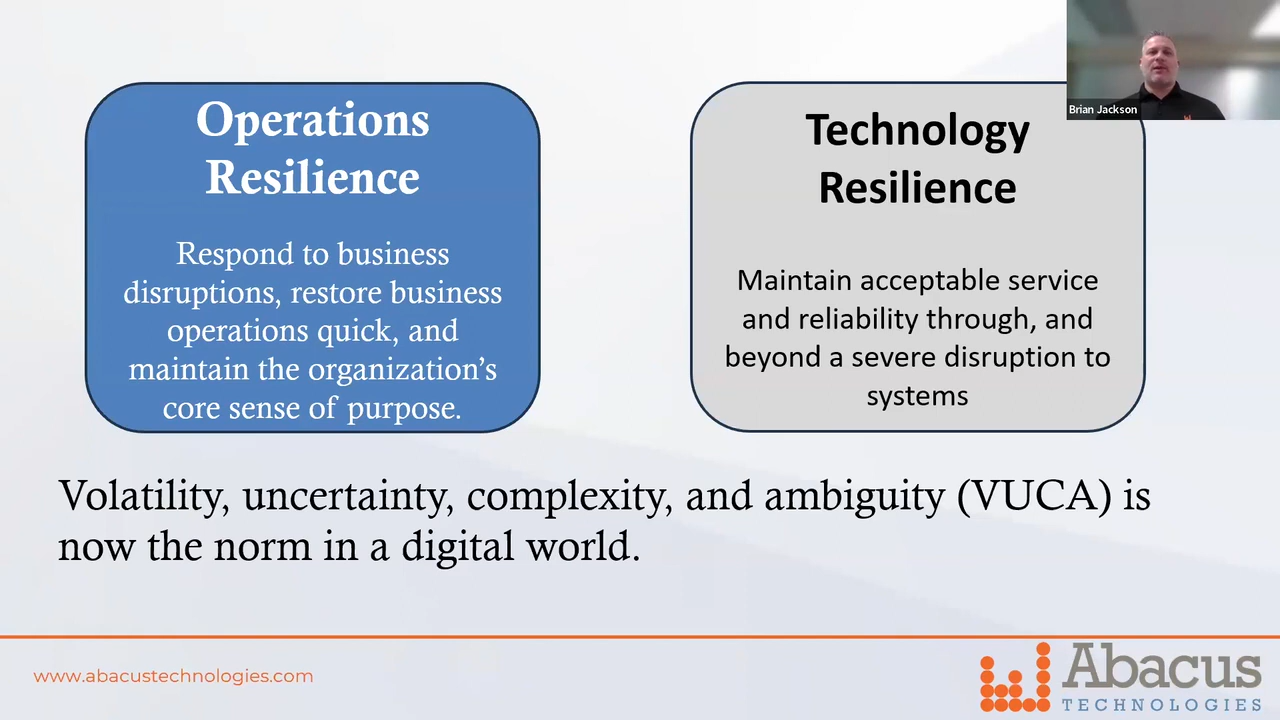 Operations
Resilience
Respond to business
disruptions, restore business
operations quick, and
maintain the organization’s
core sense of purpose.
Technology
Resilience
Maintain acceptable service
and reliability through, and
beyond a severe disruption to
systems
Brian Jackson
Volatility, uncertainty, complexity, and ambiguity (VUCA) is
now the norm in a digital world.
www.abacustechnologies.com
Abacus
TECHNOLOGIES